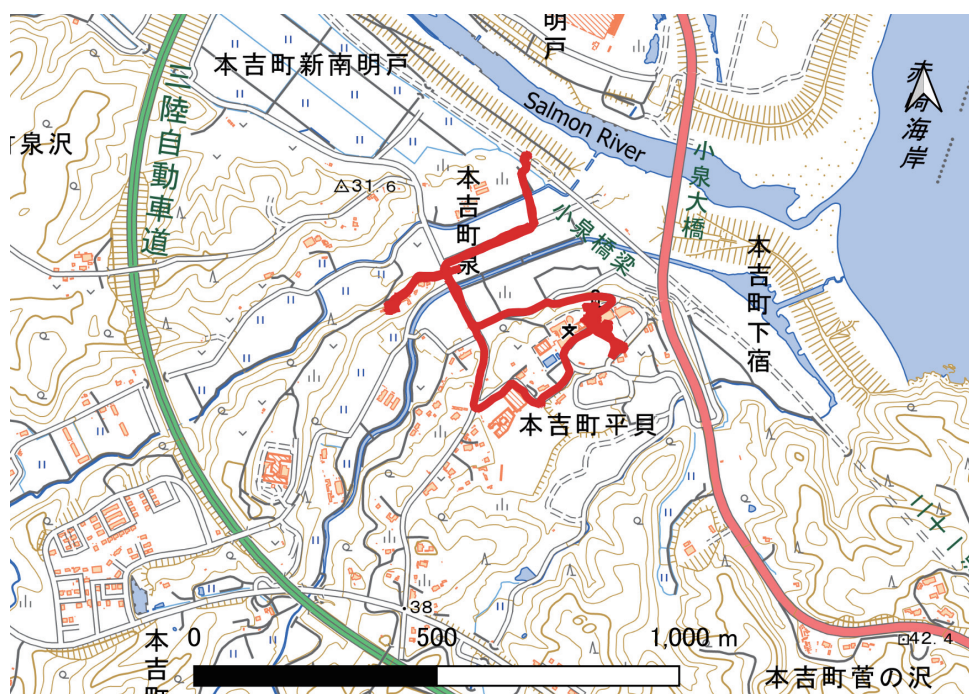 明戸
本吉町新南明戸
三陸自動車道
泉沢
Salmon River
赤崎海岸
小泉大橋
31.6
本吉町泉
小泉橋梁
本吉町下宿
本吉町平貝
38
本吉町
0 500 1,000 m
42.4
本吉町菅の沢